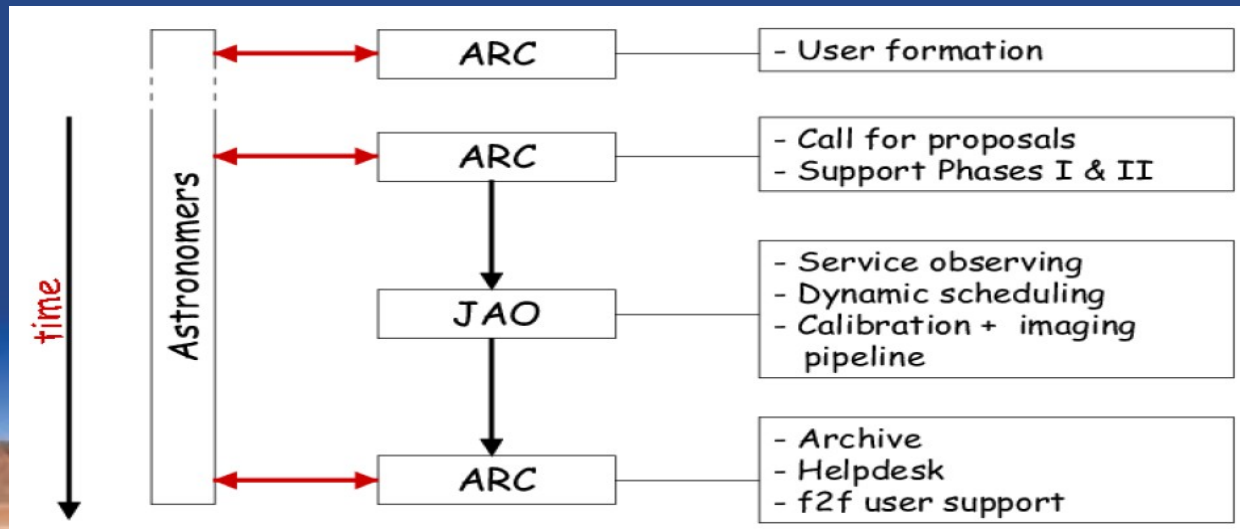 time
Astronomers
ARC
- User formation
ARC
- Call for proposals
- Support Phases I & II
JAO
- Service observing
- Dynamic scheduling
- Calibration + imaging
pipeline
ARC
- Archive
- Helpdesk
- f2f user support